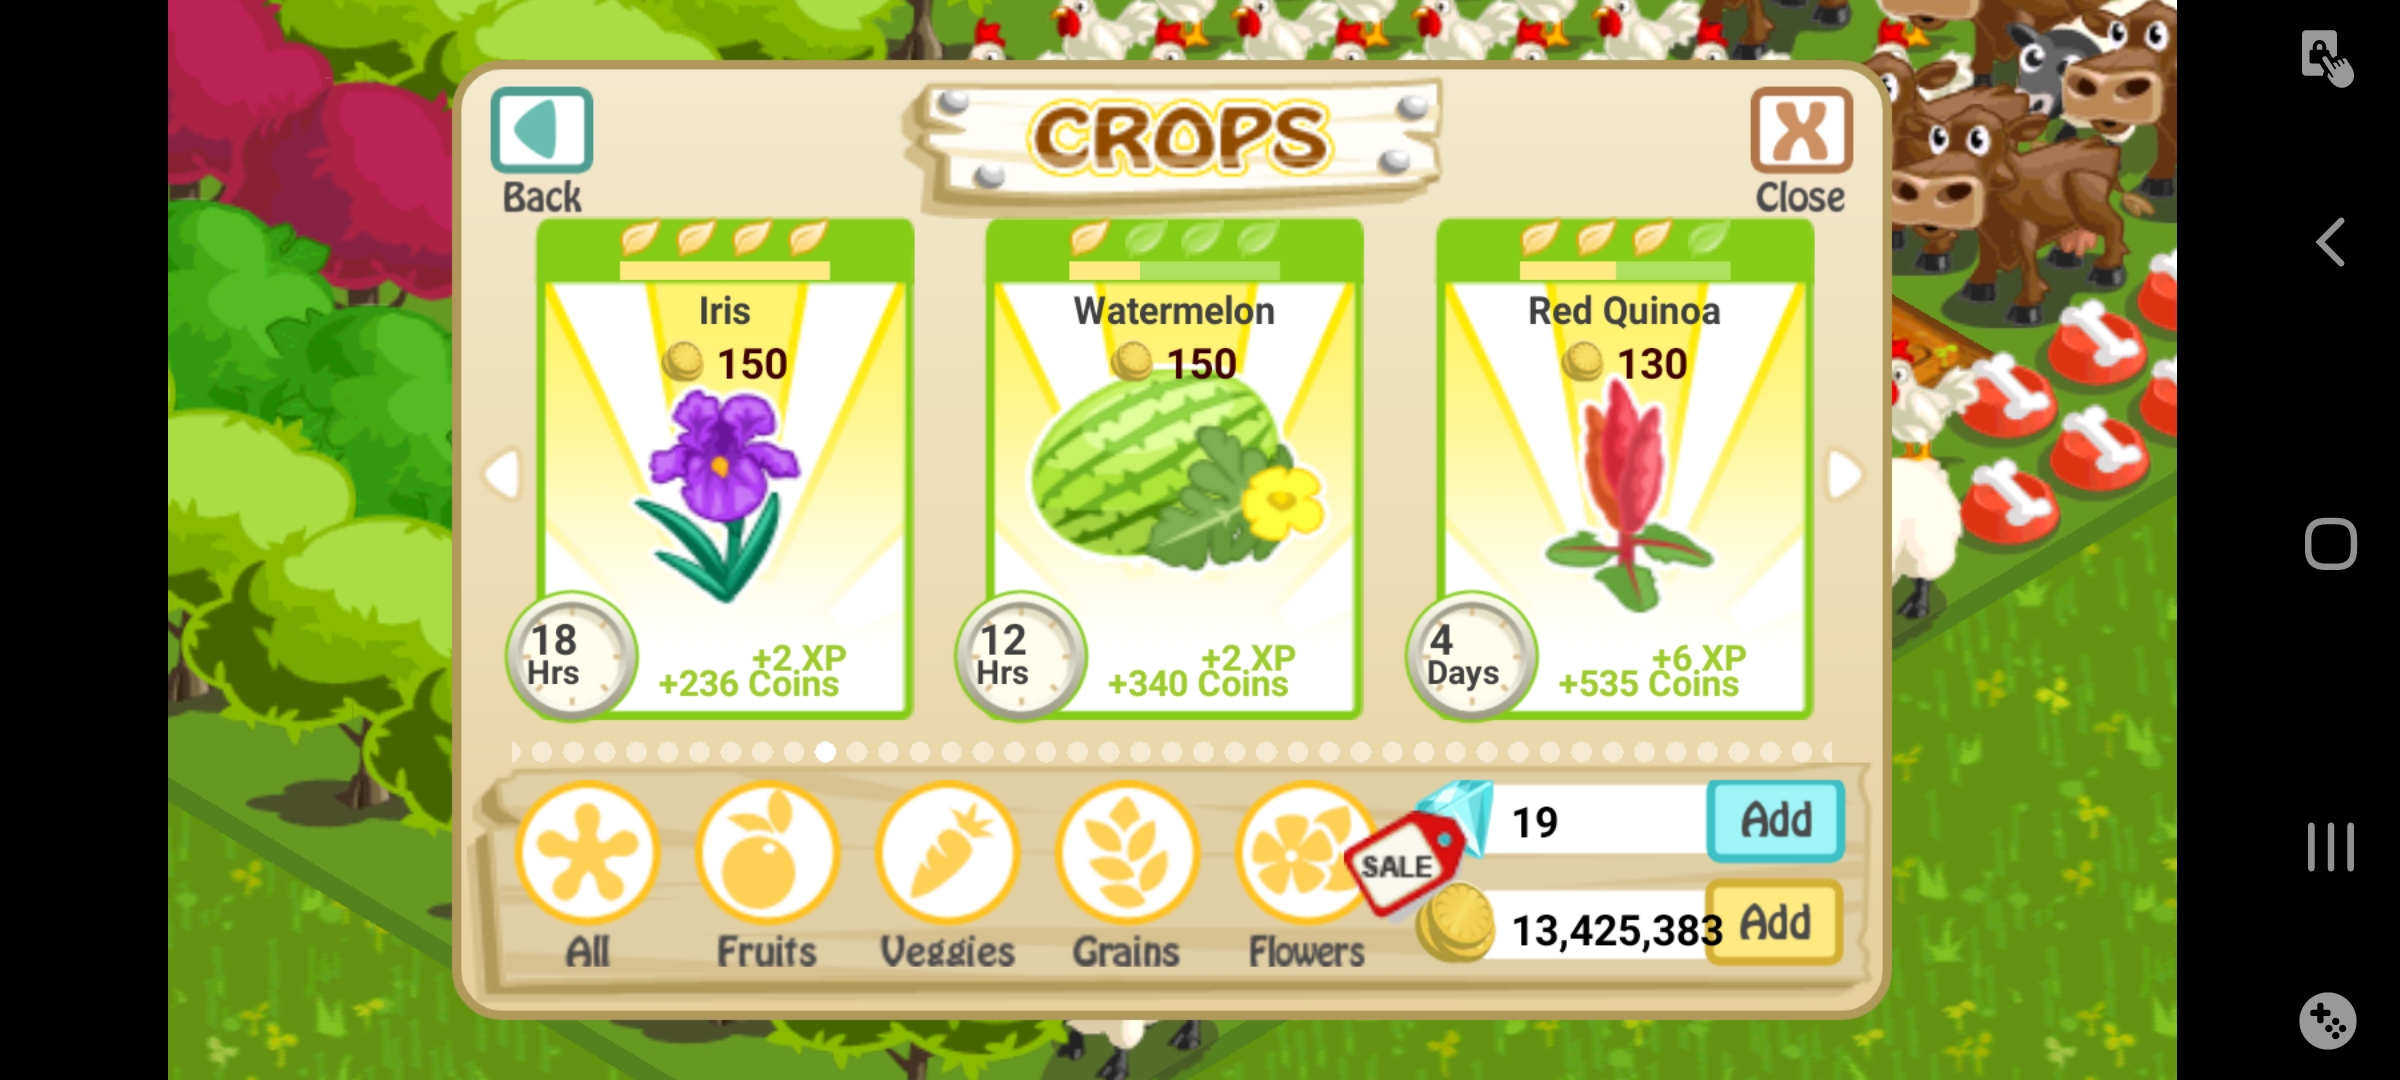 CROPS
Back
Close
Iris
150
18
Hrs
+2 XP
+236 Coins
Watermelon
150
12
Hrs
+2 XP
+340 Coins
Red Quinoa
130
4
Days
+6 XP
+535 Coins
All
Fruits
Veggies
Grains
Flowers
SALE
19
Add
13,425,383
Add